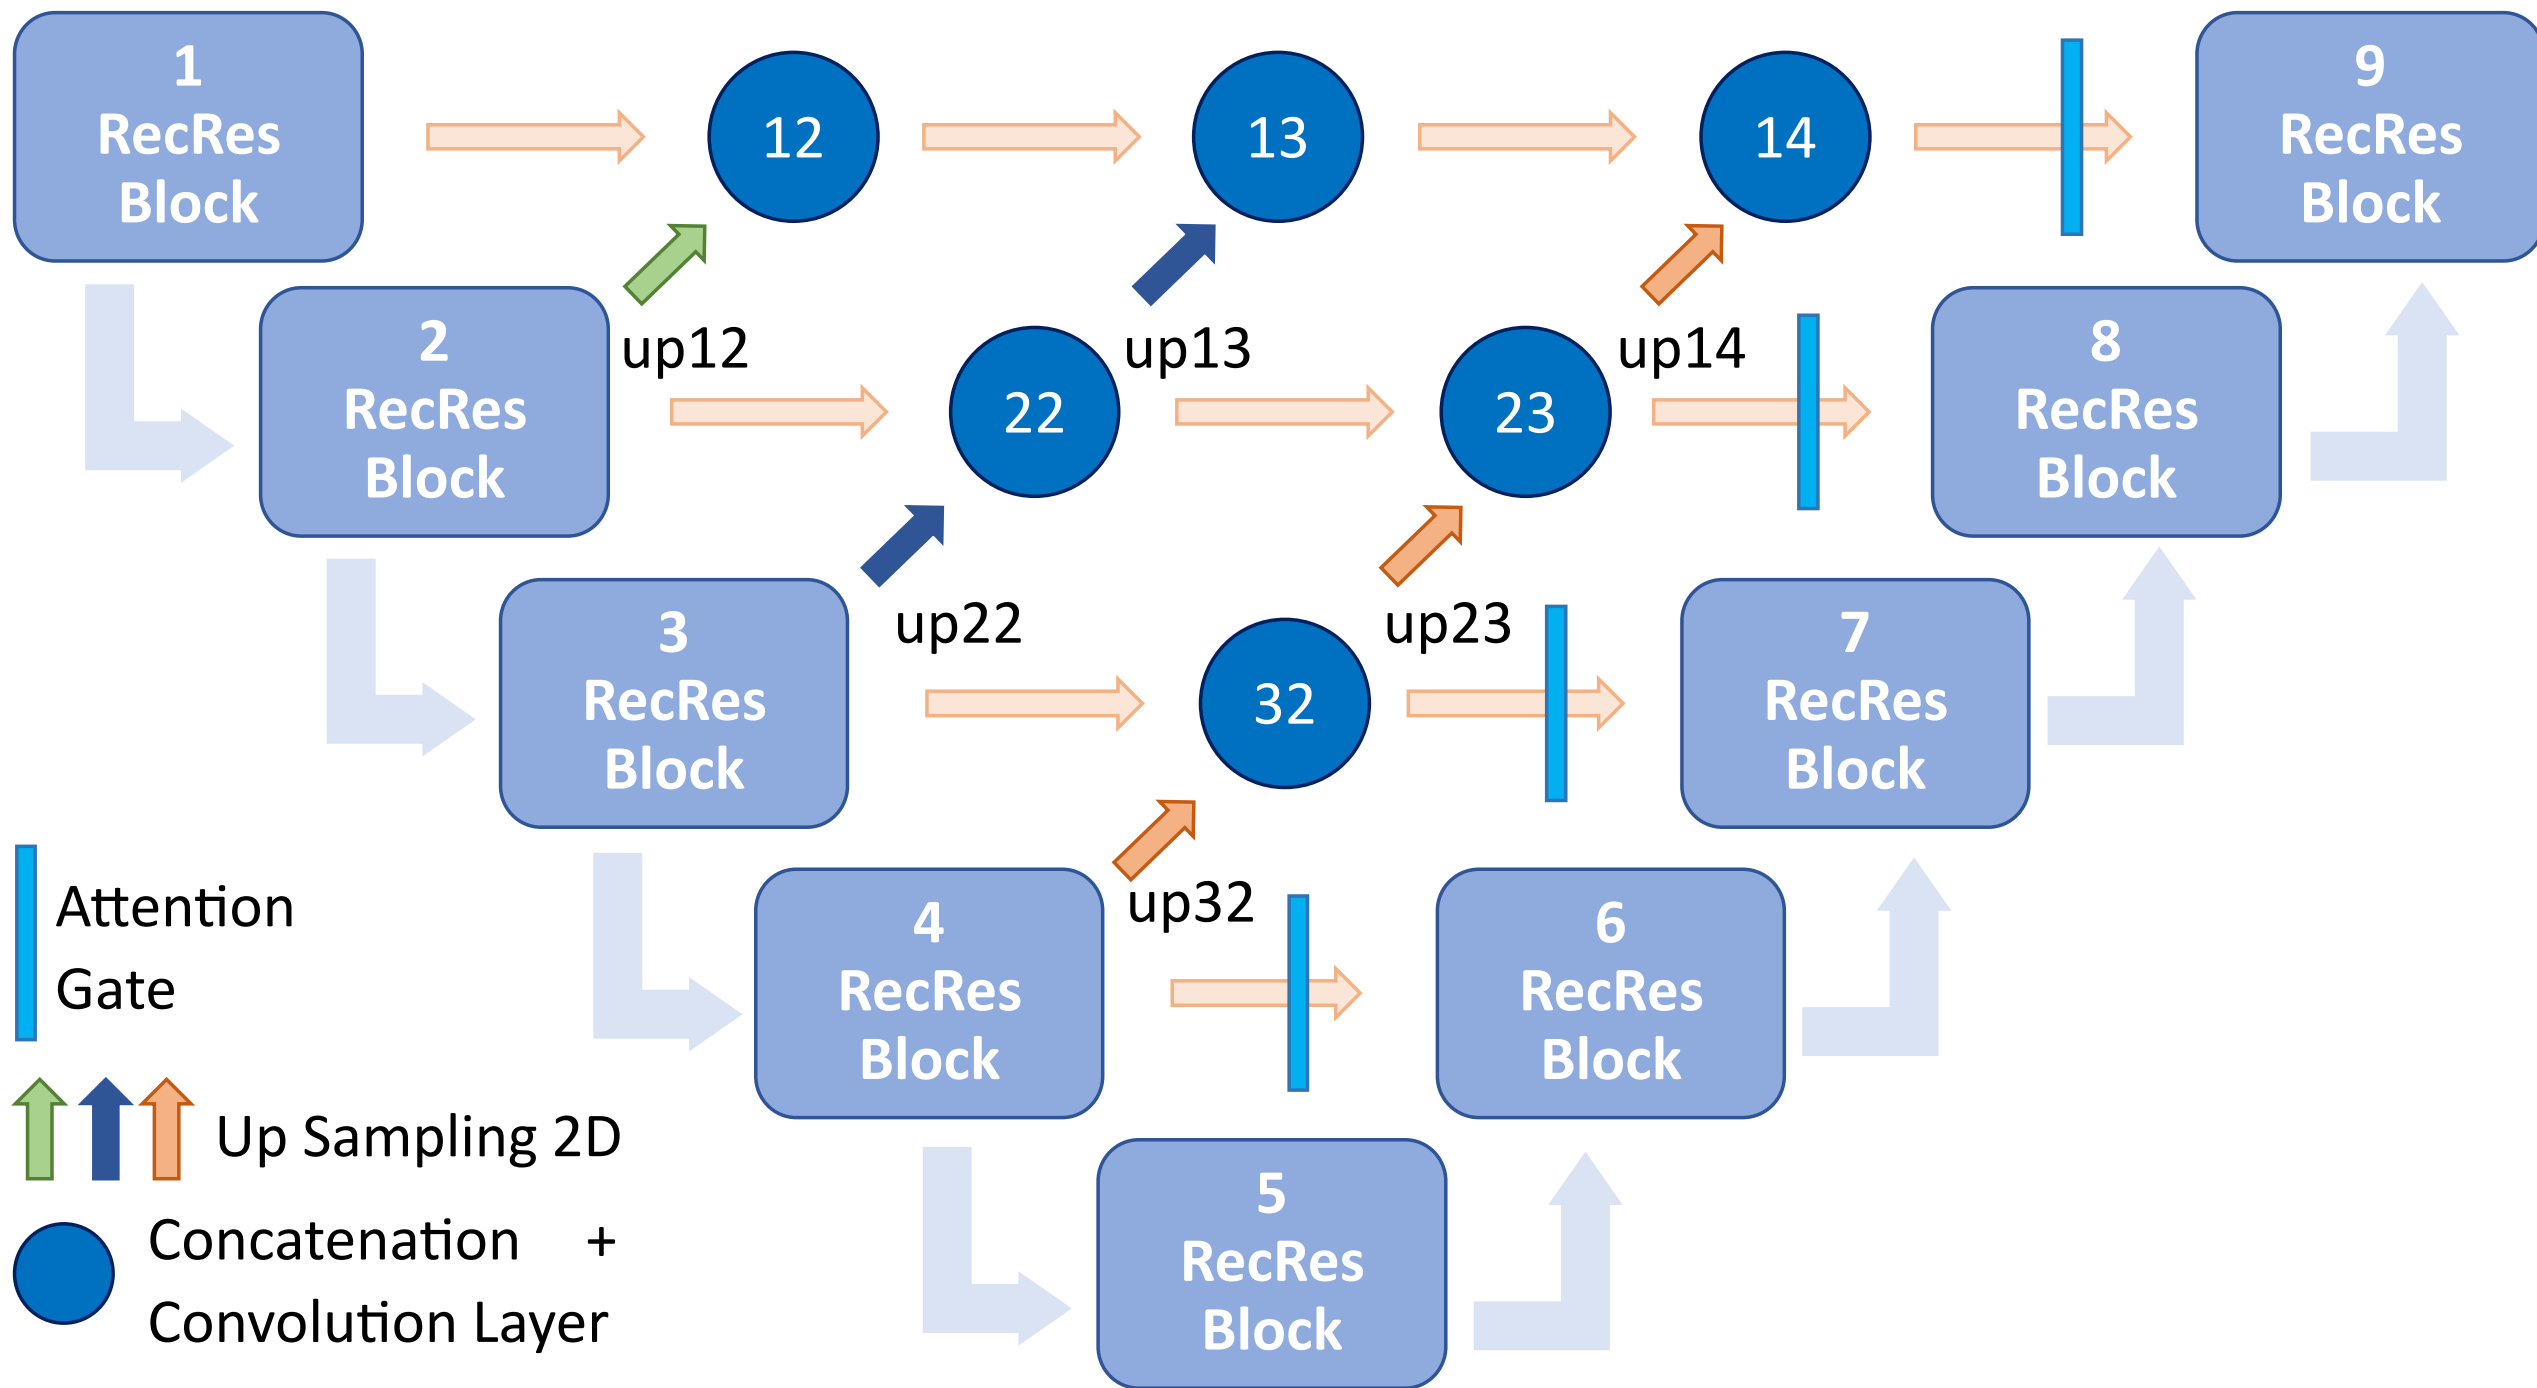 1
RecRes
Block
12
13
14
9
RecRes
Block
2
RecRes
Block
up12
22
up13
23
up14
8
RecRes
Block
3
RecRes
Block
up22
32
up23
7
RecRes
Block
4
RecRes
Block
up32
6
RecRes
Block
5
RecRes
Block
Attention
Gate
Up Sampling 2D
Concatenation +
Convolution Layer